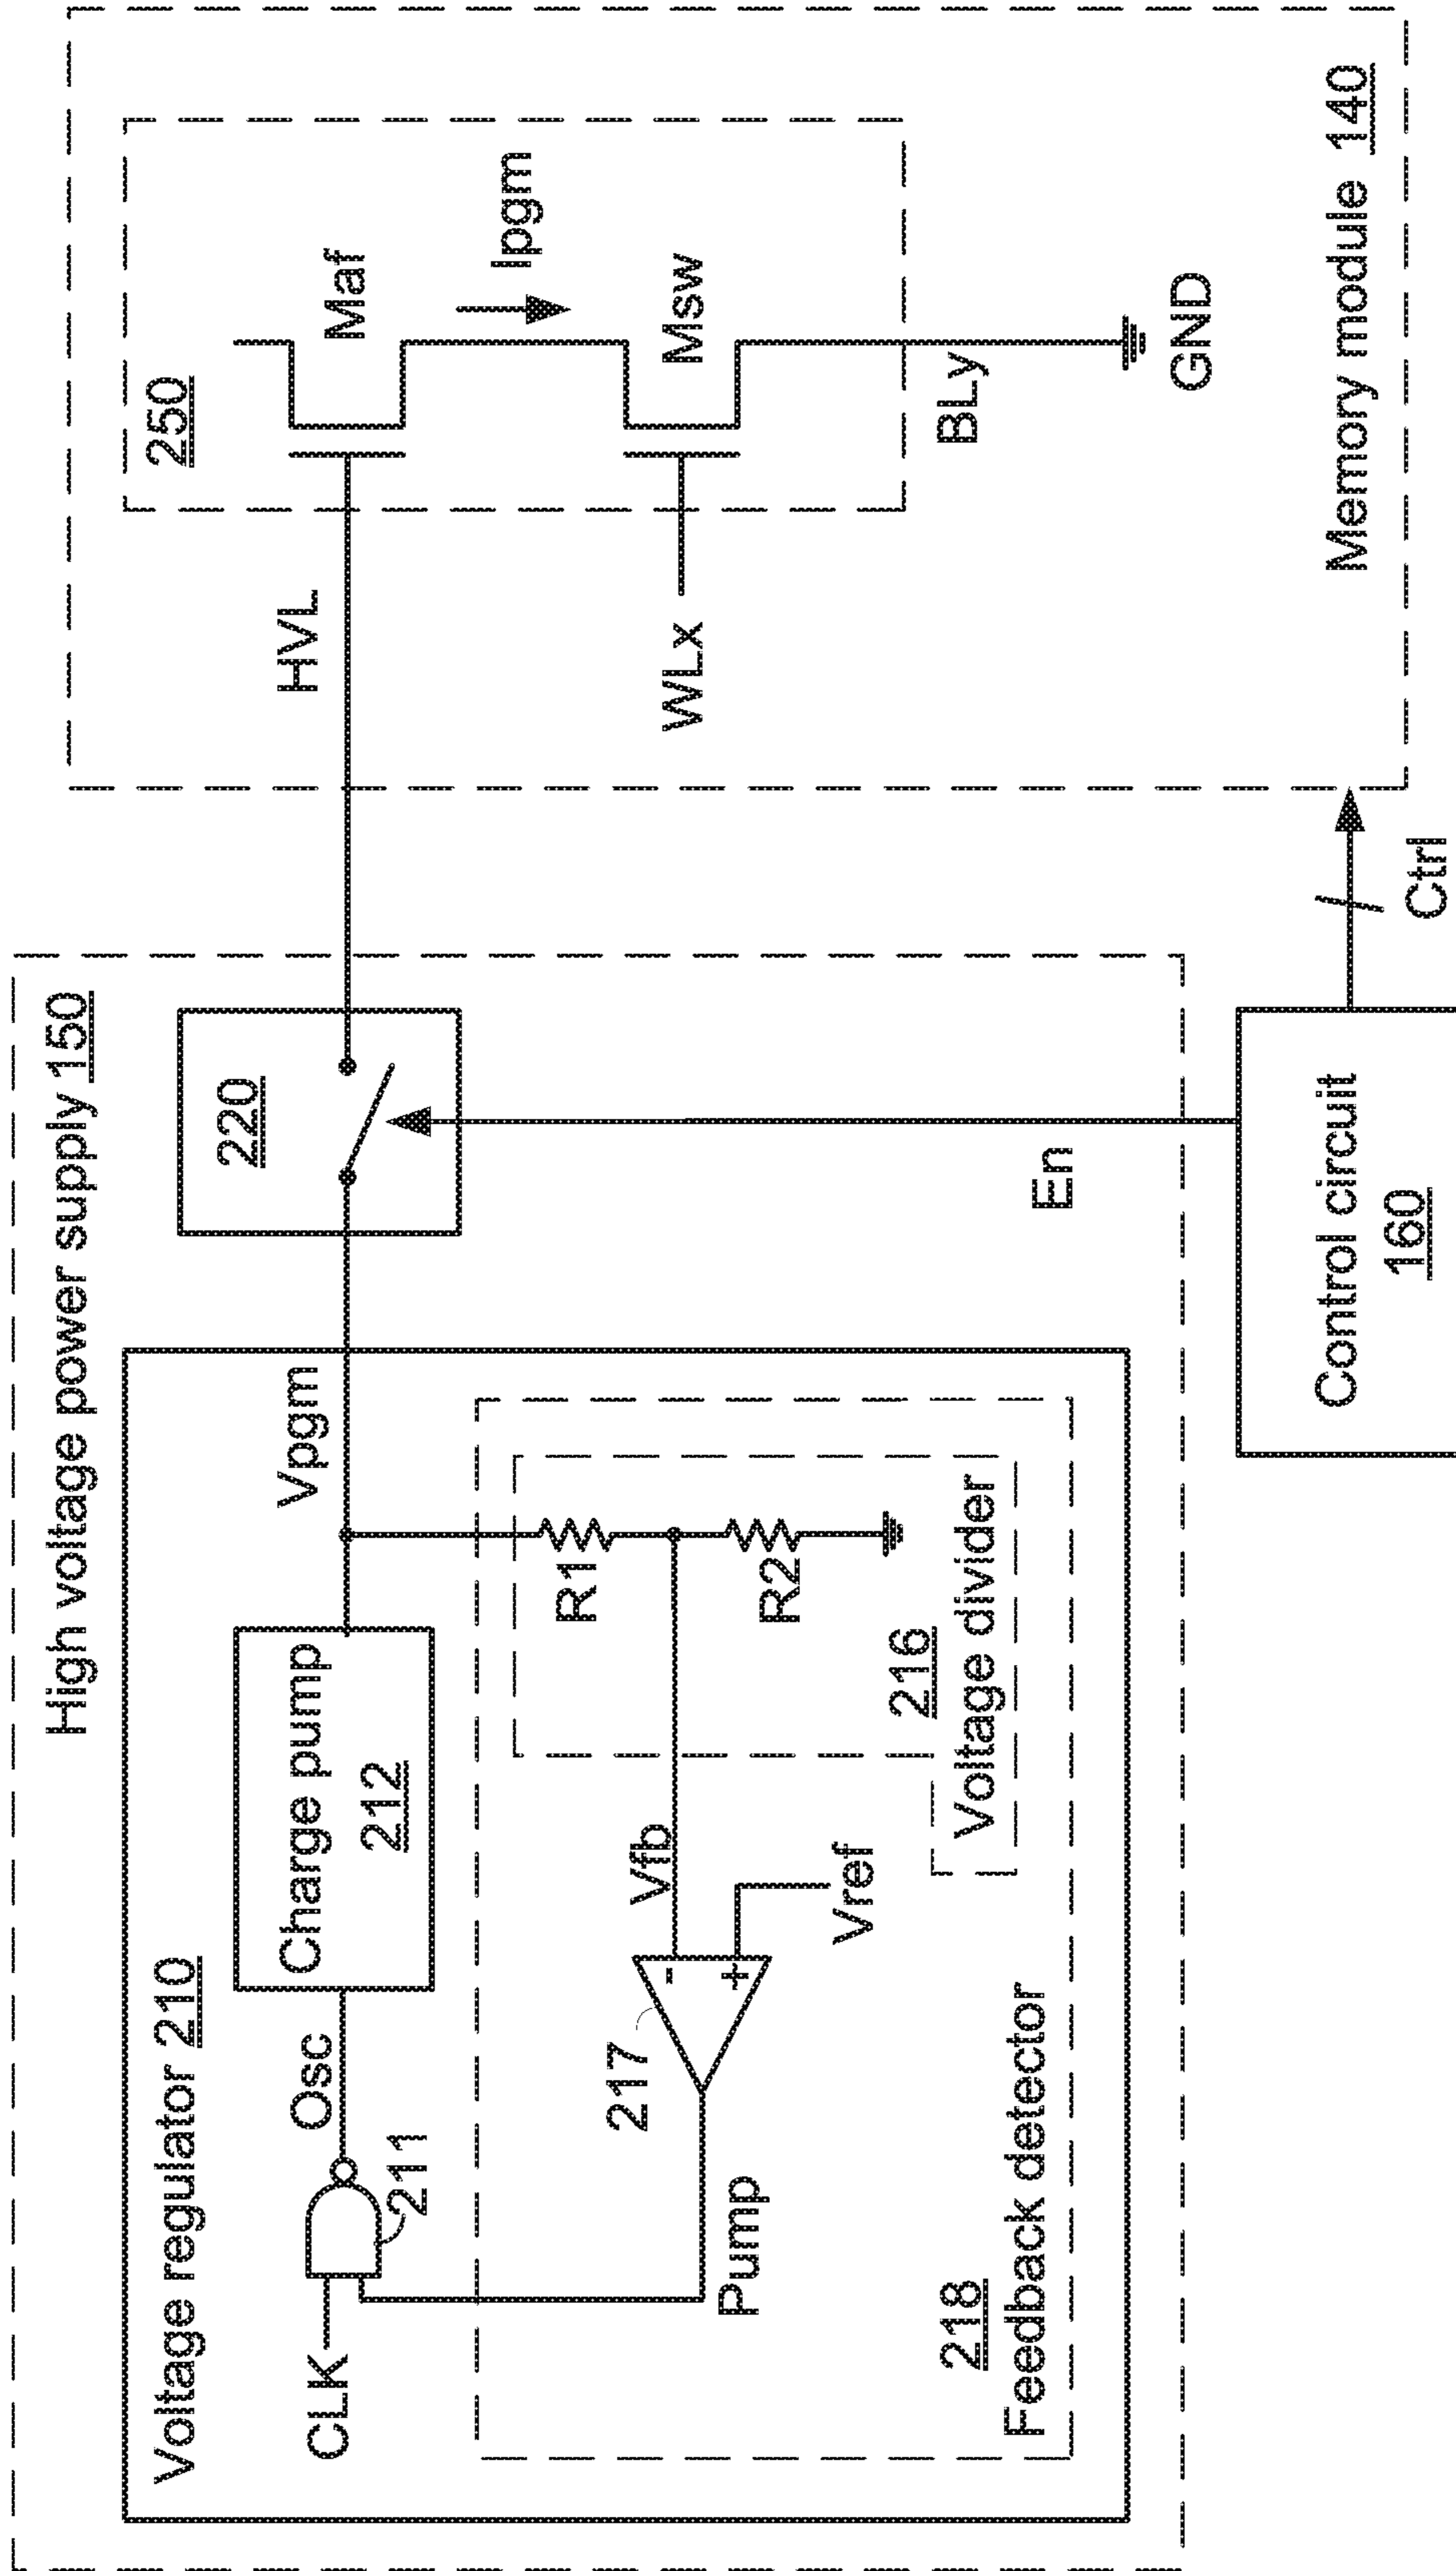 High voltage power supply 150
Voltage regulator 210
CLK
211
Osc
Charge pump
212
Vpgm
220
HVL
250
Maf
Ipgm
WLx
Msw
BLy
GND
Memory module 140
Pump
217
Vfb
-
+
Vref
R1
R2
216
Voltage divider
218
Feedback detector
En
Control circuit
160
Ctrl